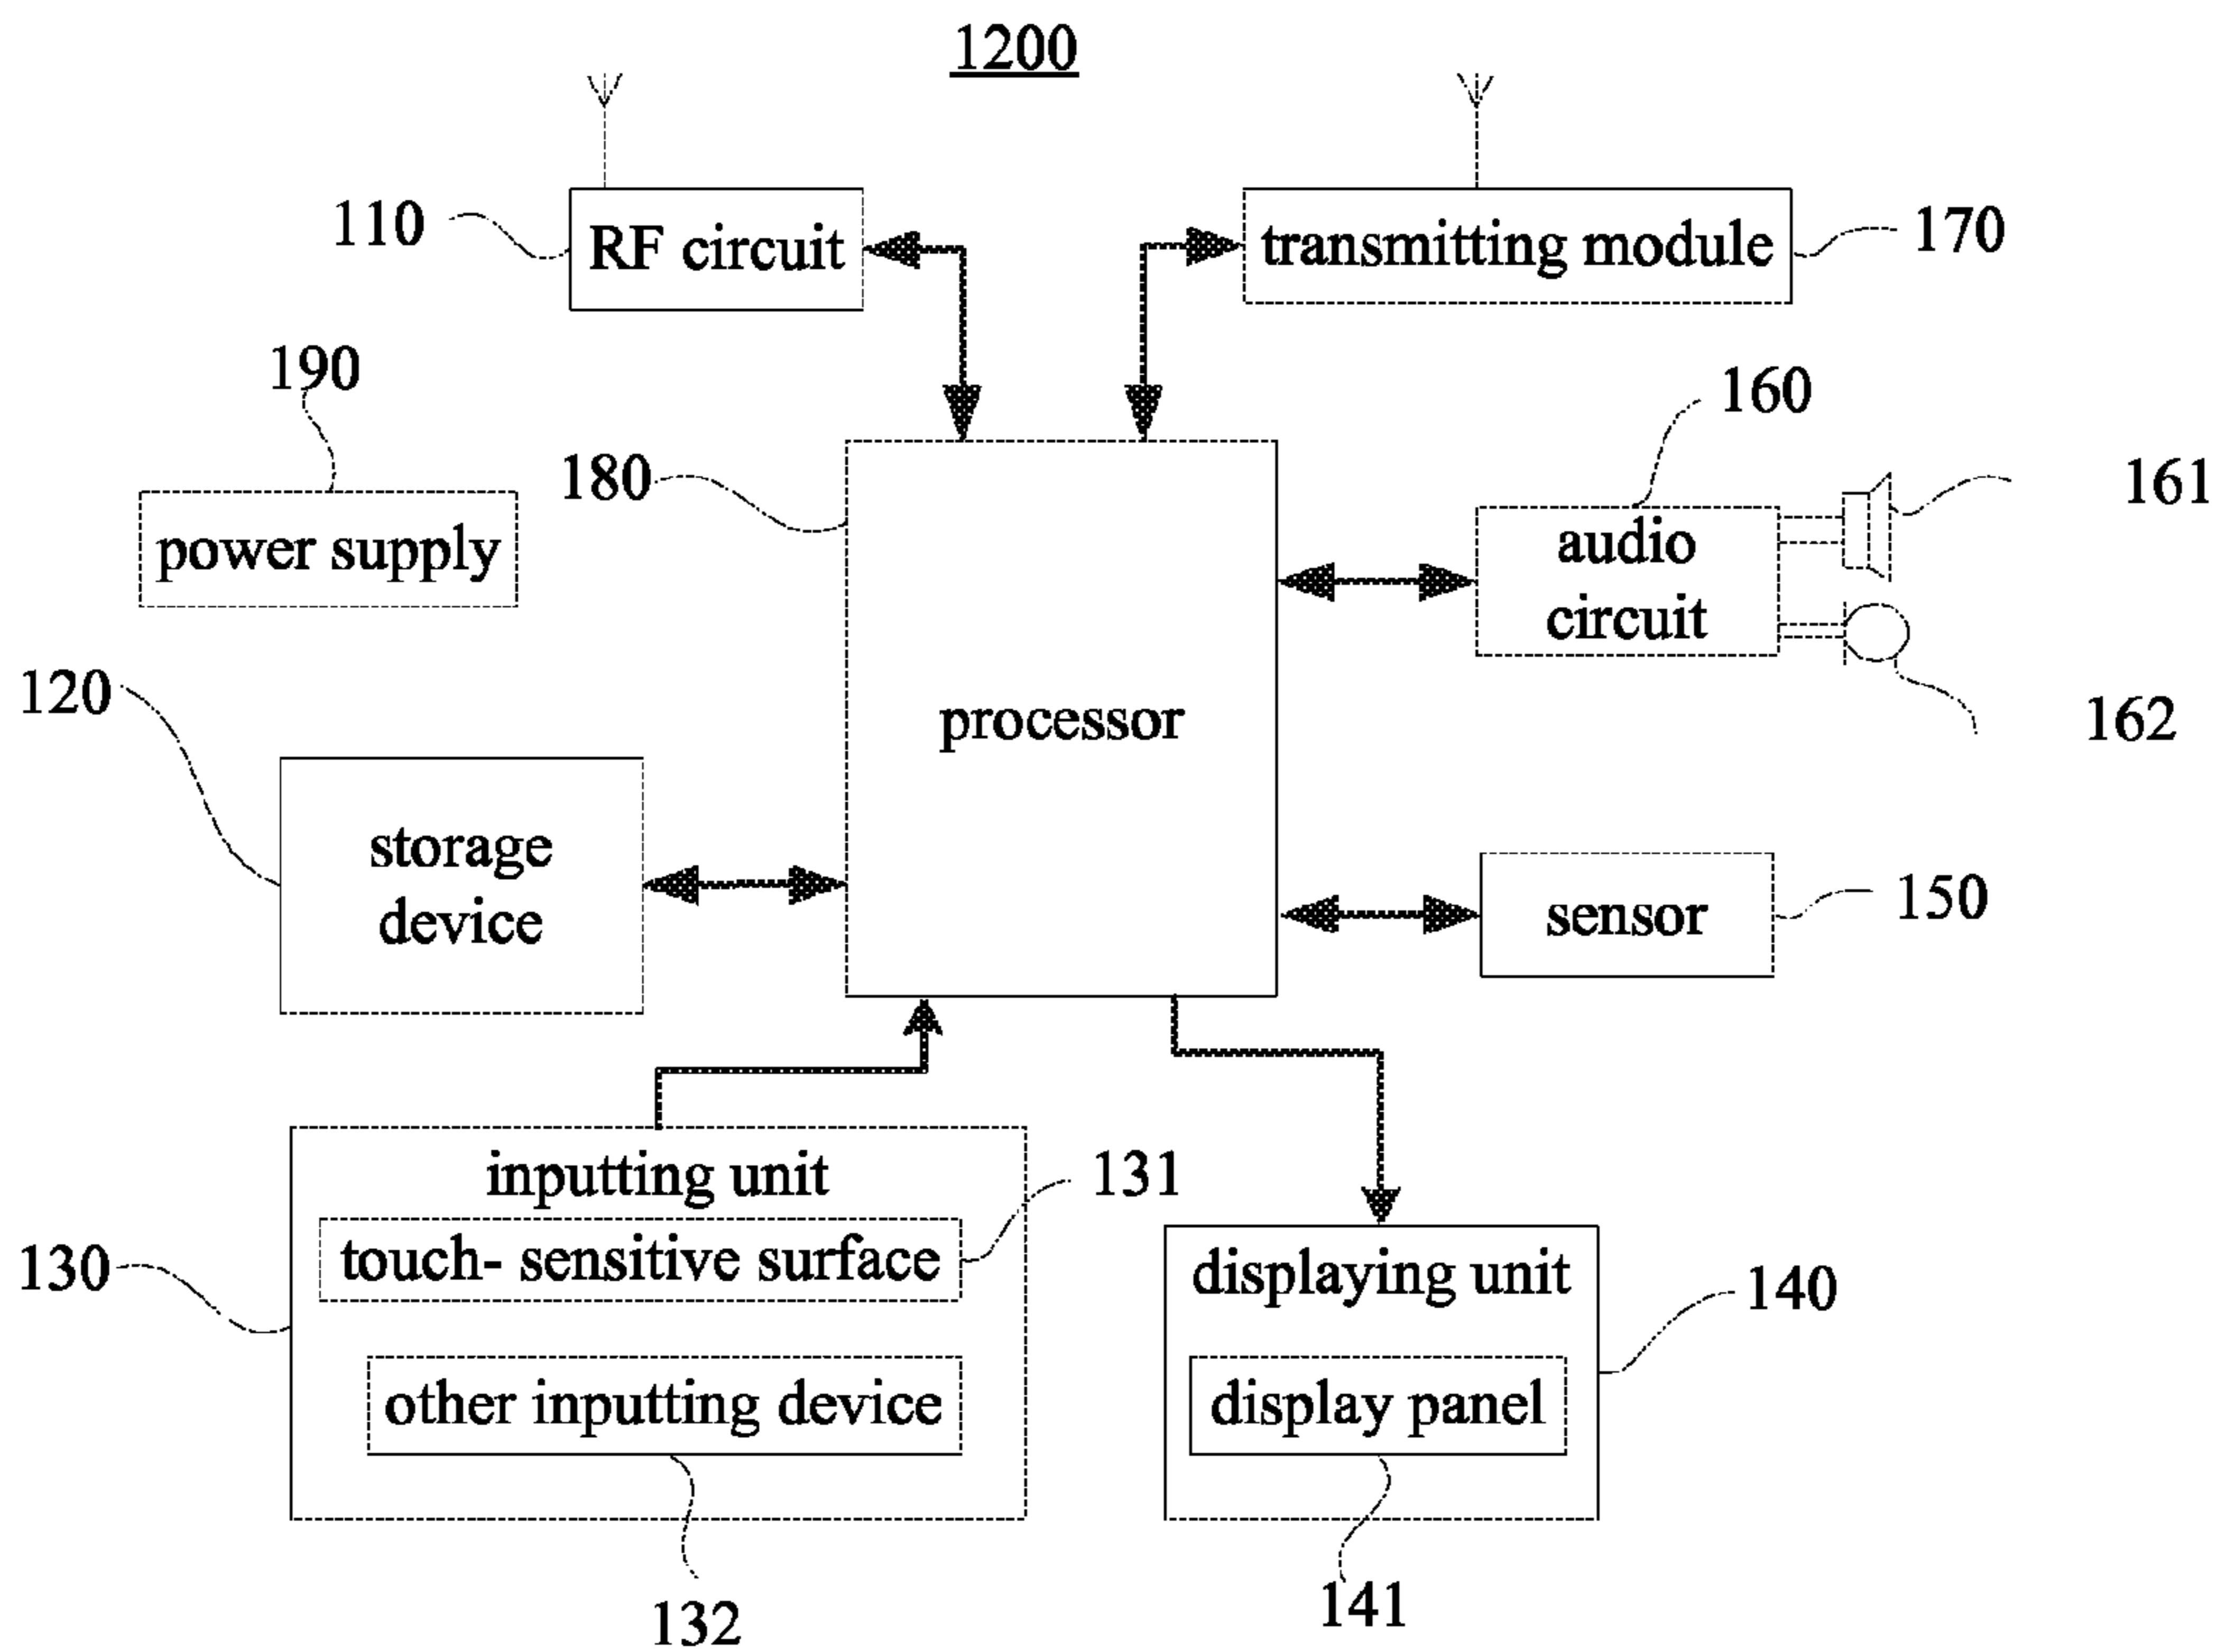 1200
110
RF circuit
transmitting module
170
190
160
180
161
power supply
audio
circuit
120
162
processor
storage
device
sensor
150
inputting unit
131
130
touch- sensitive surface
displaying unit
140
other inputting device
display panel
132
141